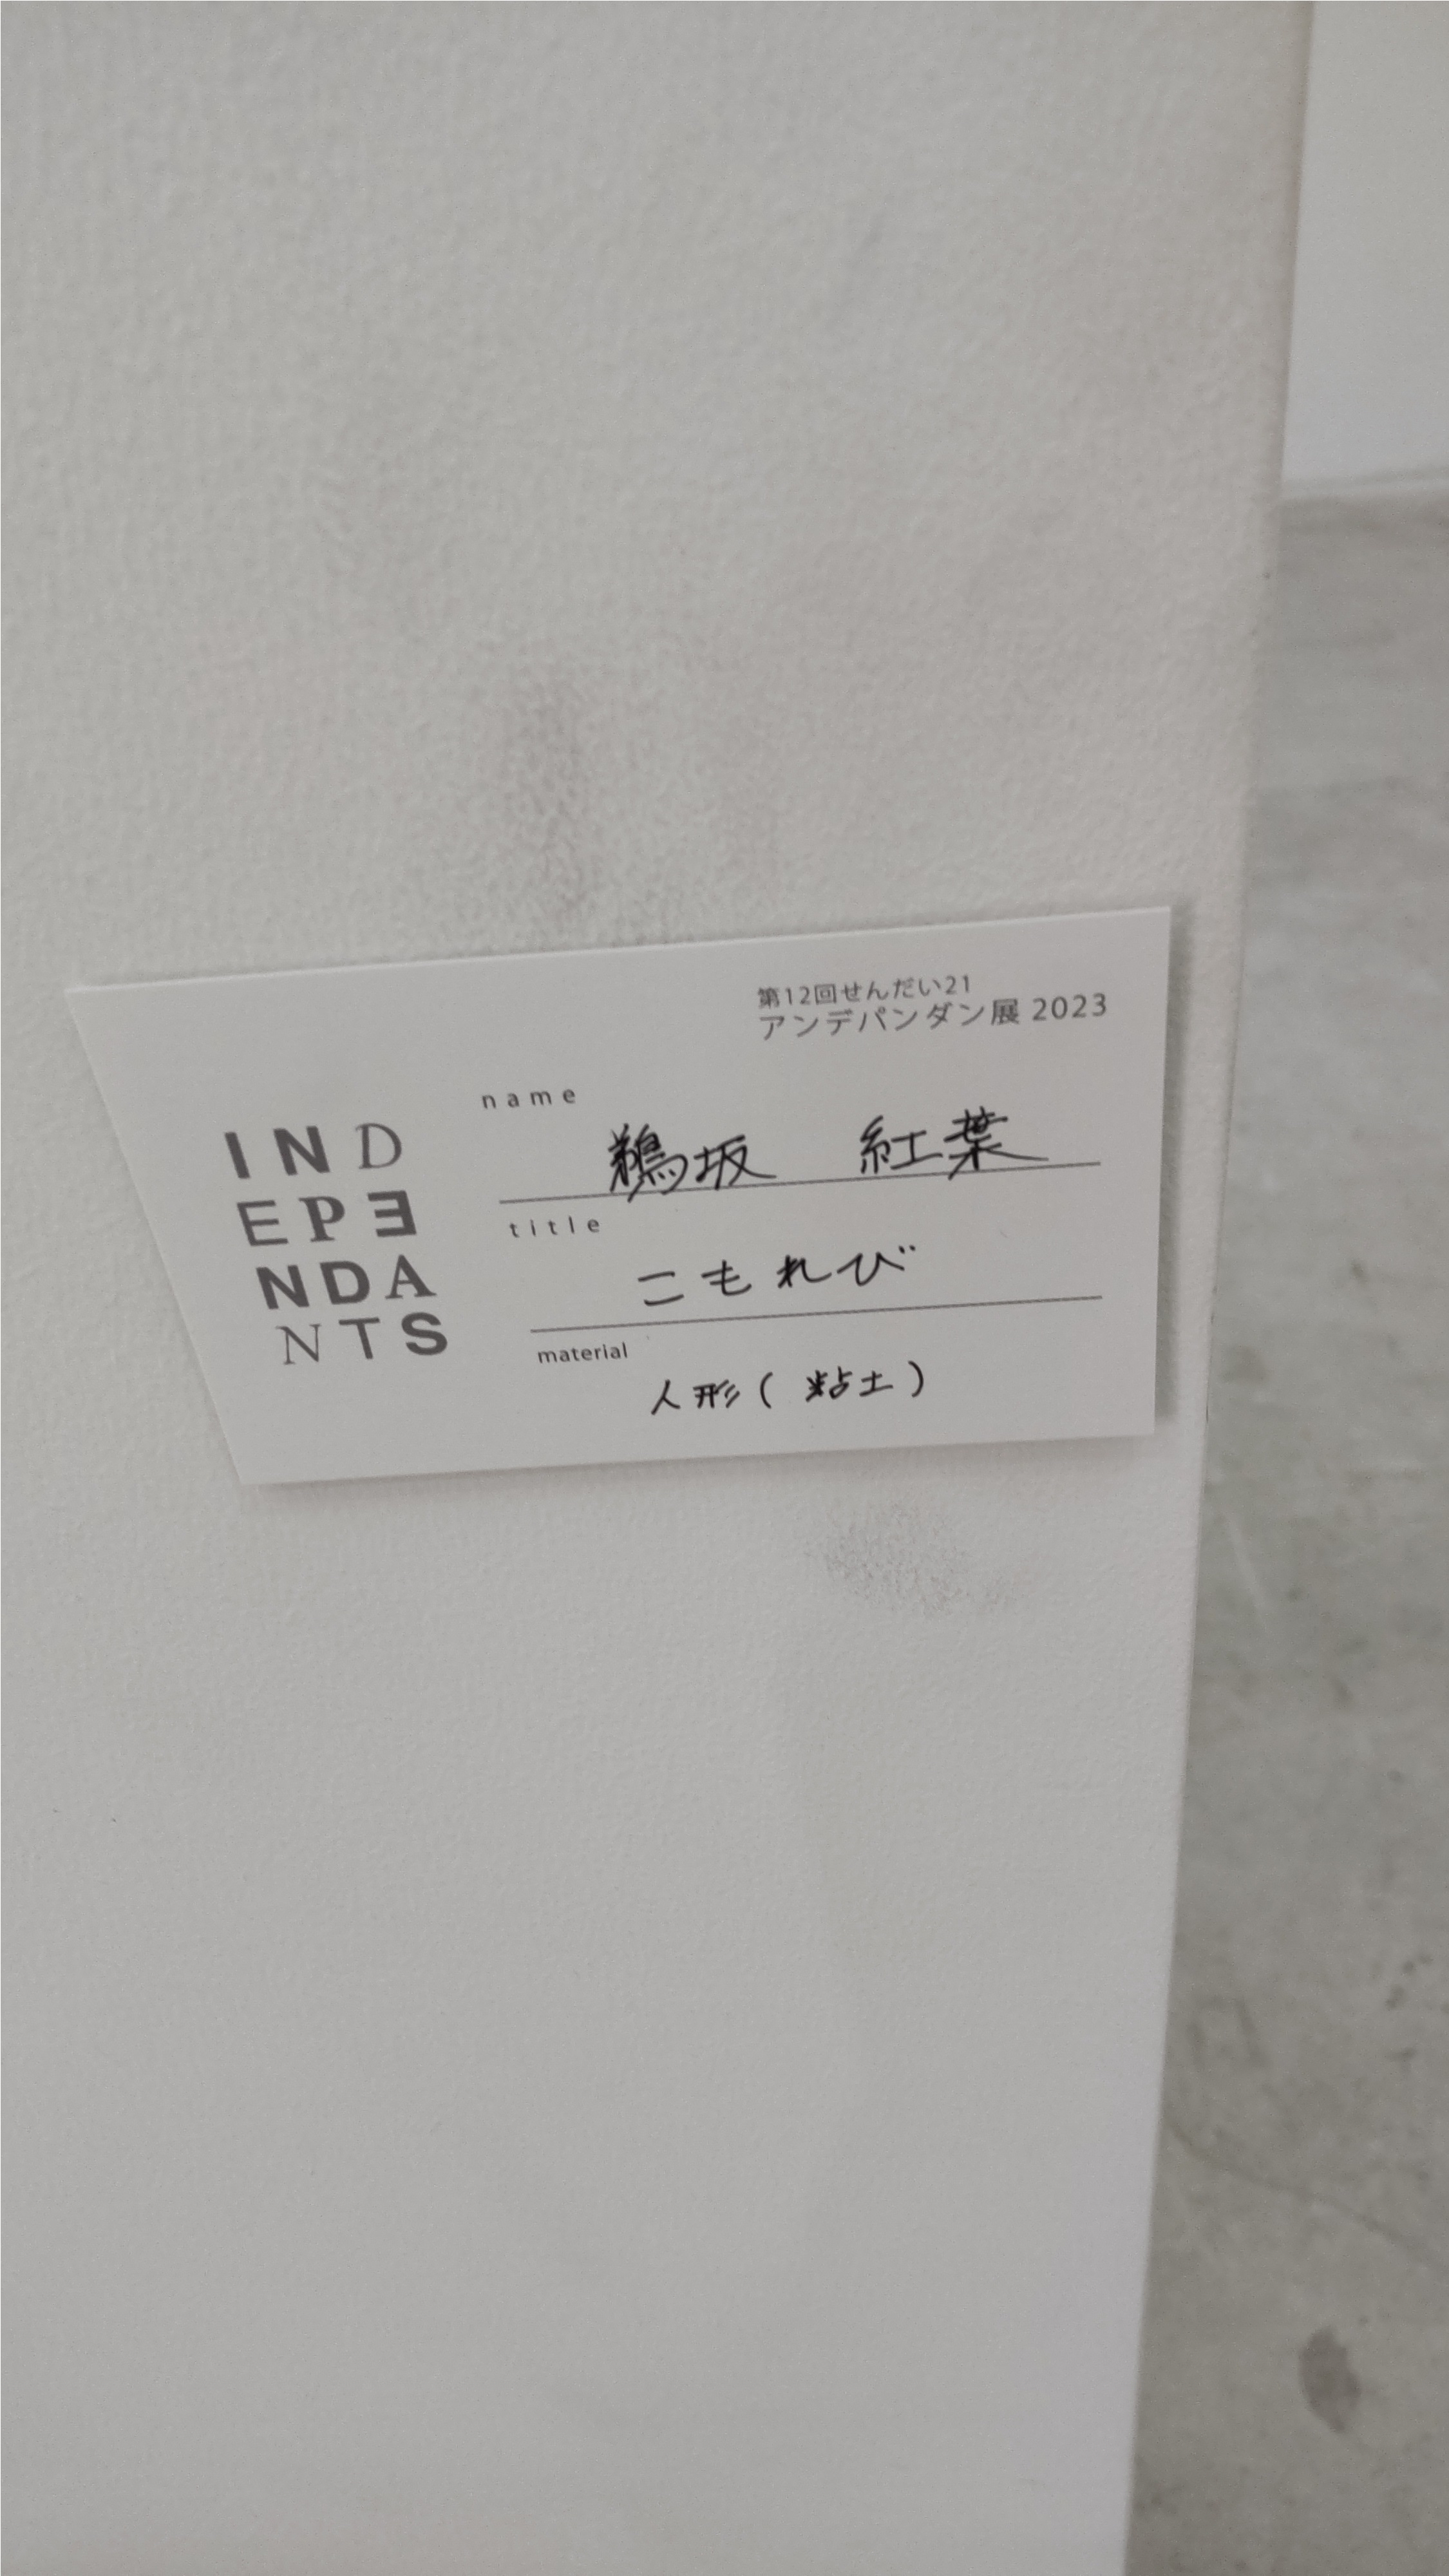 第12回せんだい21
アンデパンダン展 2023
IND
EPE
NDA
NTS
name
鵜坂 紅葉
title
こもれび
material
人形(粘土)